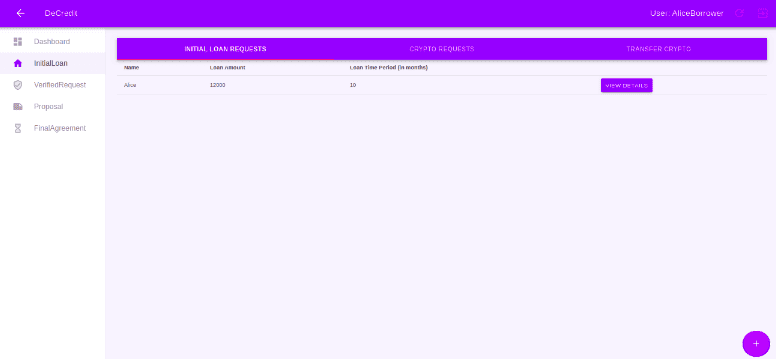 DeCredit
User: AliceBorrower
Dashboard
InitialLoan
VerifiedRequest
Proposal
FinalAgreement
INITIAL LOAN REQUESTS
CRYPTO REQUESTS
TRANSFER CRYPTO
Name
Loan Amount
Loan Time Period (in months)
Alice
12000
10
VIEW DETAILS
+